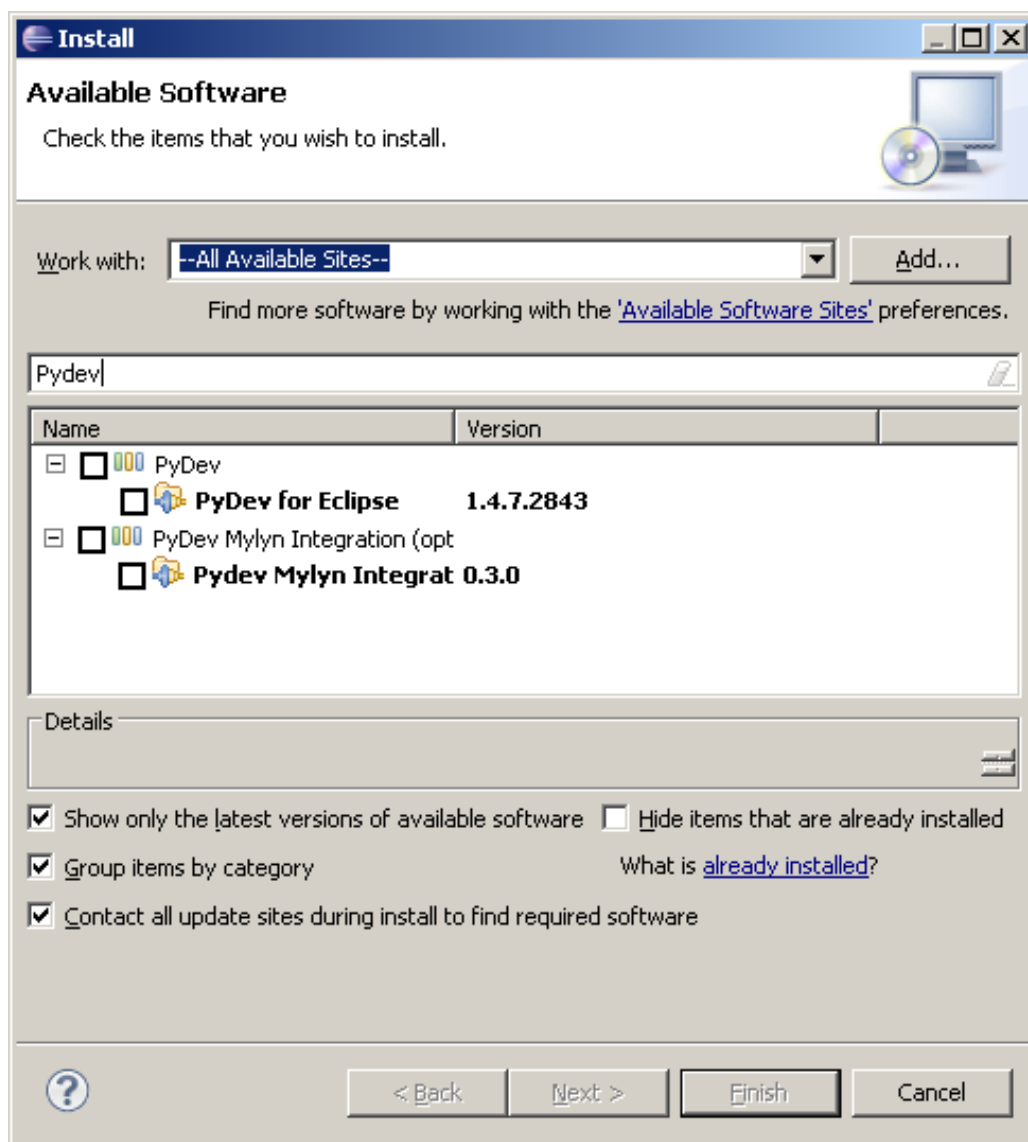 Install
Available Software
Check the items that you wish to install.
Work with: --All Available Sites-- Add...
Find more software by working with the 'Available Software Sites' preferences.
Pydev
Name Version
PyDev
PyDev for Eclipse 1.4.7.2843
PyDev Mylyn Integration (opt
Pydev Mylyn Integrat 0.3.0
Details
Show only the latest versions of available software Hide items that are already installed
Group items by category What is already installed?
Contact all update sites during install to find required software
? < Back Next > Finish Cancel